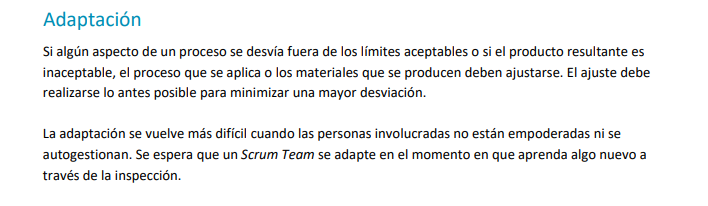 Adaptación
Si algún aspecto de un proceso se desvía fuera de los límites aceptables o si el producto resultante es
inaceptable, el proceso que se aplica o los materiales que se producen deben ajustarse. El ajuste debe
realizarse lo antes posible para minimizar una mayor desviación.
La adaptación se vuelve más difícil cuando las personas involucradas no están empoderadas ni se
autogestionan. Se espera que un Scrum Team se adapte en el momento en que aprenda algo nuevo a
través de la inspección.